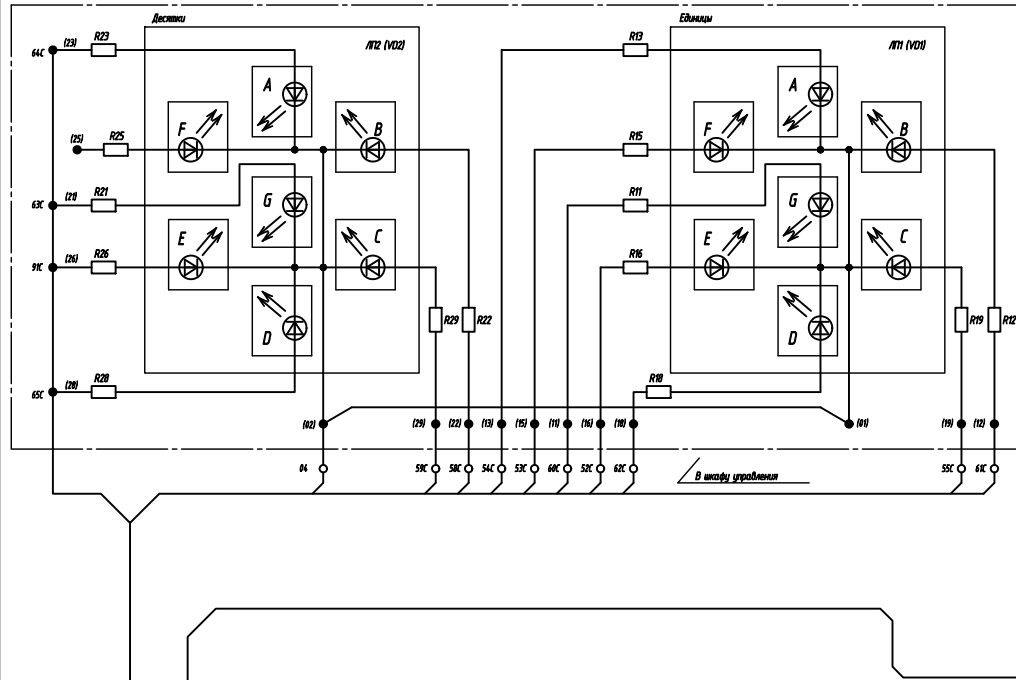 Десятки
Единицы
ЛП2 (VD2)
ЛП1 (VD1)
64С
(23)
R23
R13
A
A
F
B
F
B
(25)
R25
R15
63С
(21)
R21
G
R11
G
E
C
E
C
91С
(26)
R26
R16
D
R29
R22
D
R19
R12
65С
(28)
R28
R18
(02)
(29)
(22)
(13)
(15)
(11)
(16)
(18)
(01)
(19)
(12)
04
59С
58С
54С
53С
60С
52С
62С
55С
61С
В шкафу управления